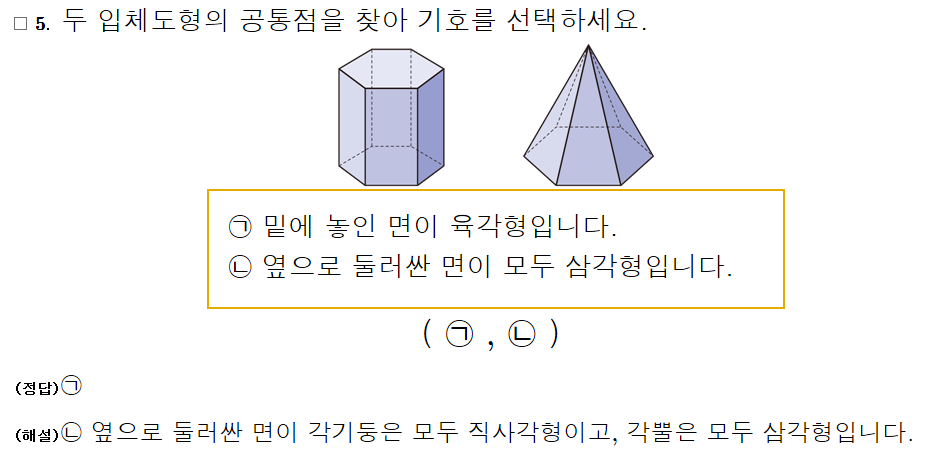 □ 5. 두 입체도형의 공통점을 찾아 기호를 선택하세요.
㉠ 밑에 놓인 면이 육각형입니다.
㉡ 옆으로 둘러싼 면이 모두 삼각형입니다.
( ㉠ , ㉡ )
(정답)㉠
(해설)㉡ 옆으로 둘러싼 면이 각기둥은 모두 직사각형이고, 각뿔은 모두 삼각형입니다.